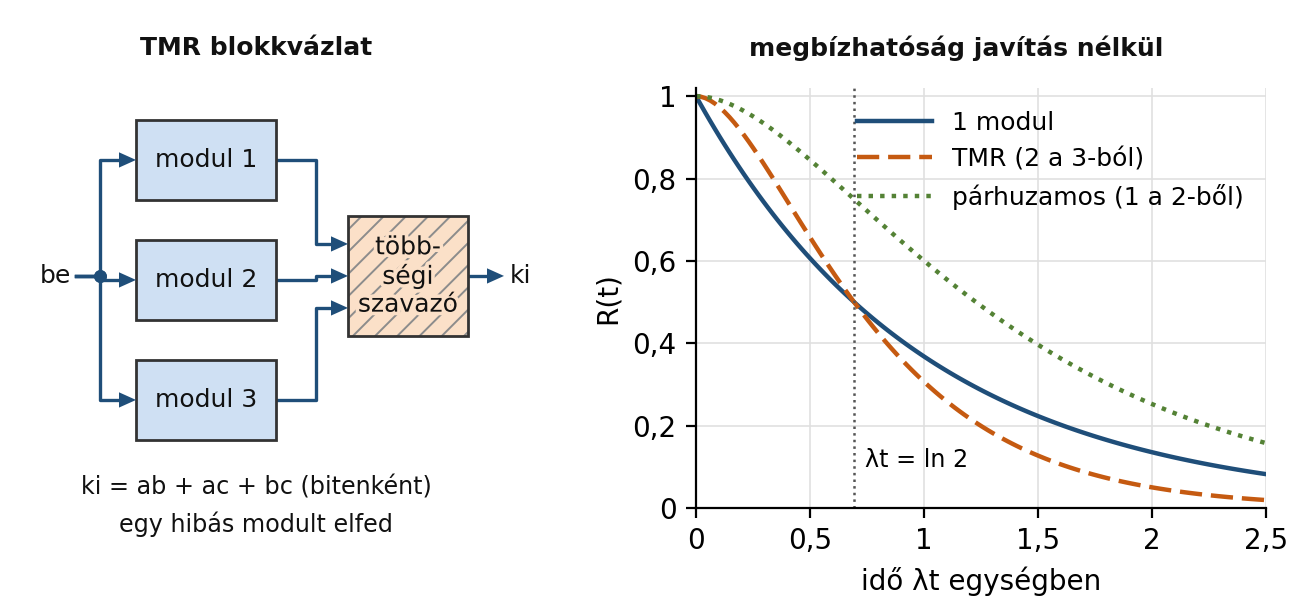 TMR blokkvázlat
modul 1
modul 2
modul 3
be
több-
ségi
szavazó
ki
ki = ab + ac + bc (bitenként)
egy hibás modult elfed
megbízhatóság javítás nélkül
R(t)
1
0,8
0,6
0,4
0,2
0
1 modul
TMR (2 a 3-ból)
párhuzamos (1 a 2-ből)
λt = ln 2
0
0,5
1
1,5
2
2,5
idő λt egységben